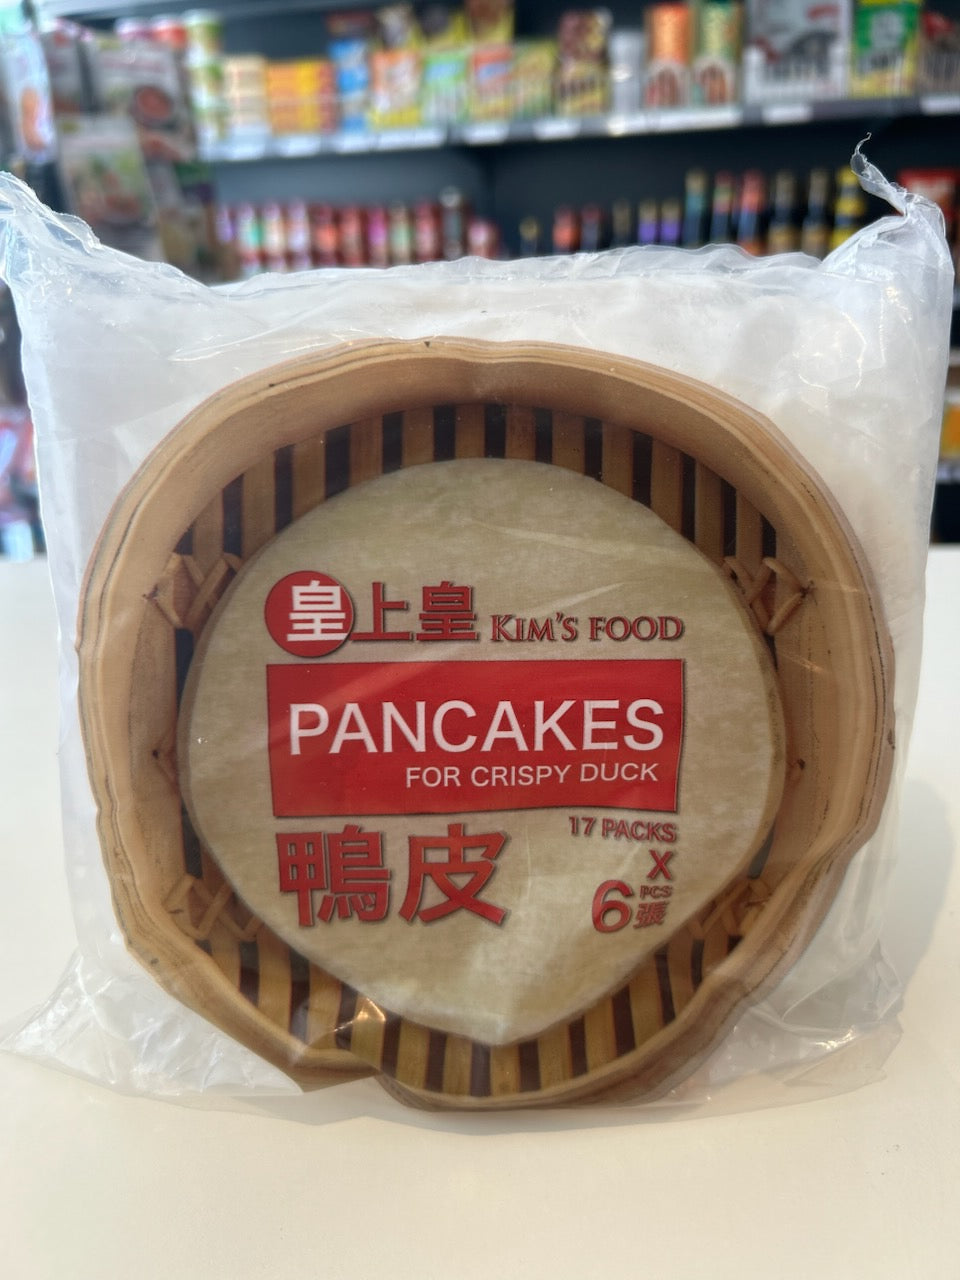 皇上皇 KIM'S FOOD
PANCAKES
FOR CRISPY DUCK
鴨皮
17 PACKS
X
6 PCS 張